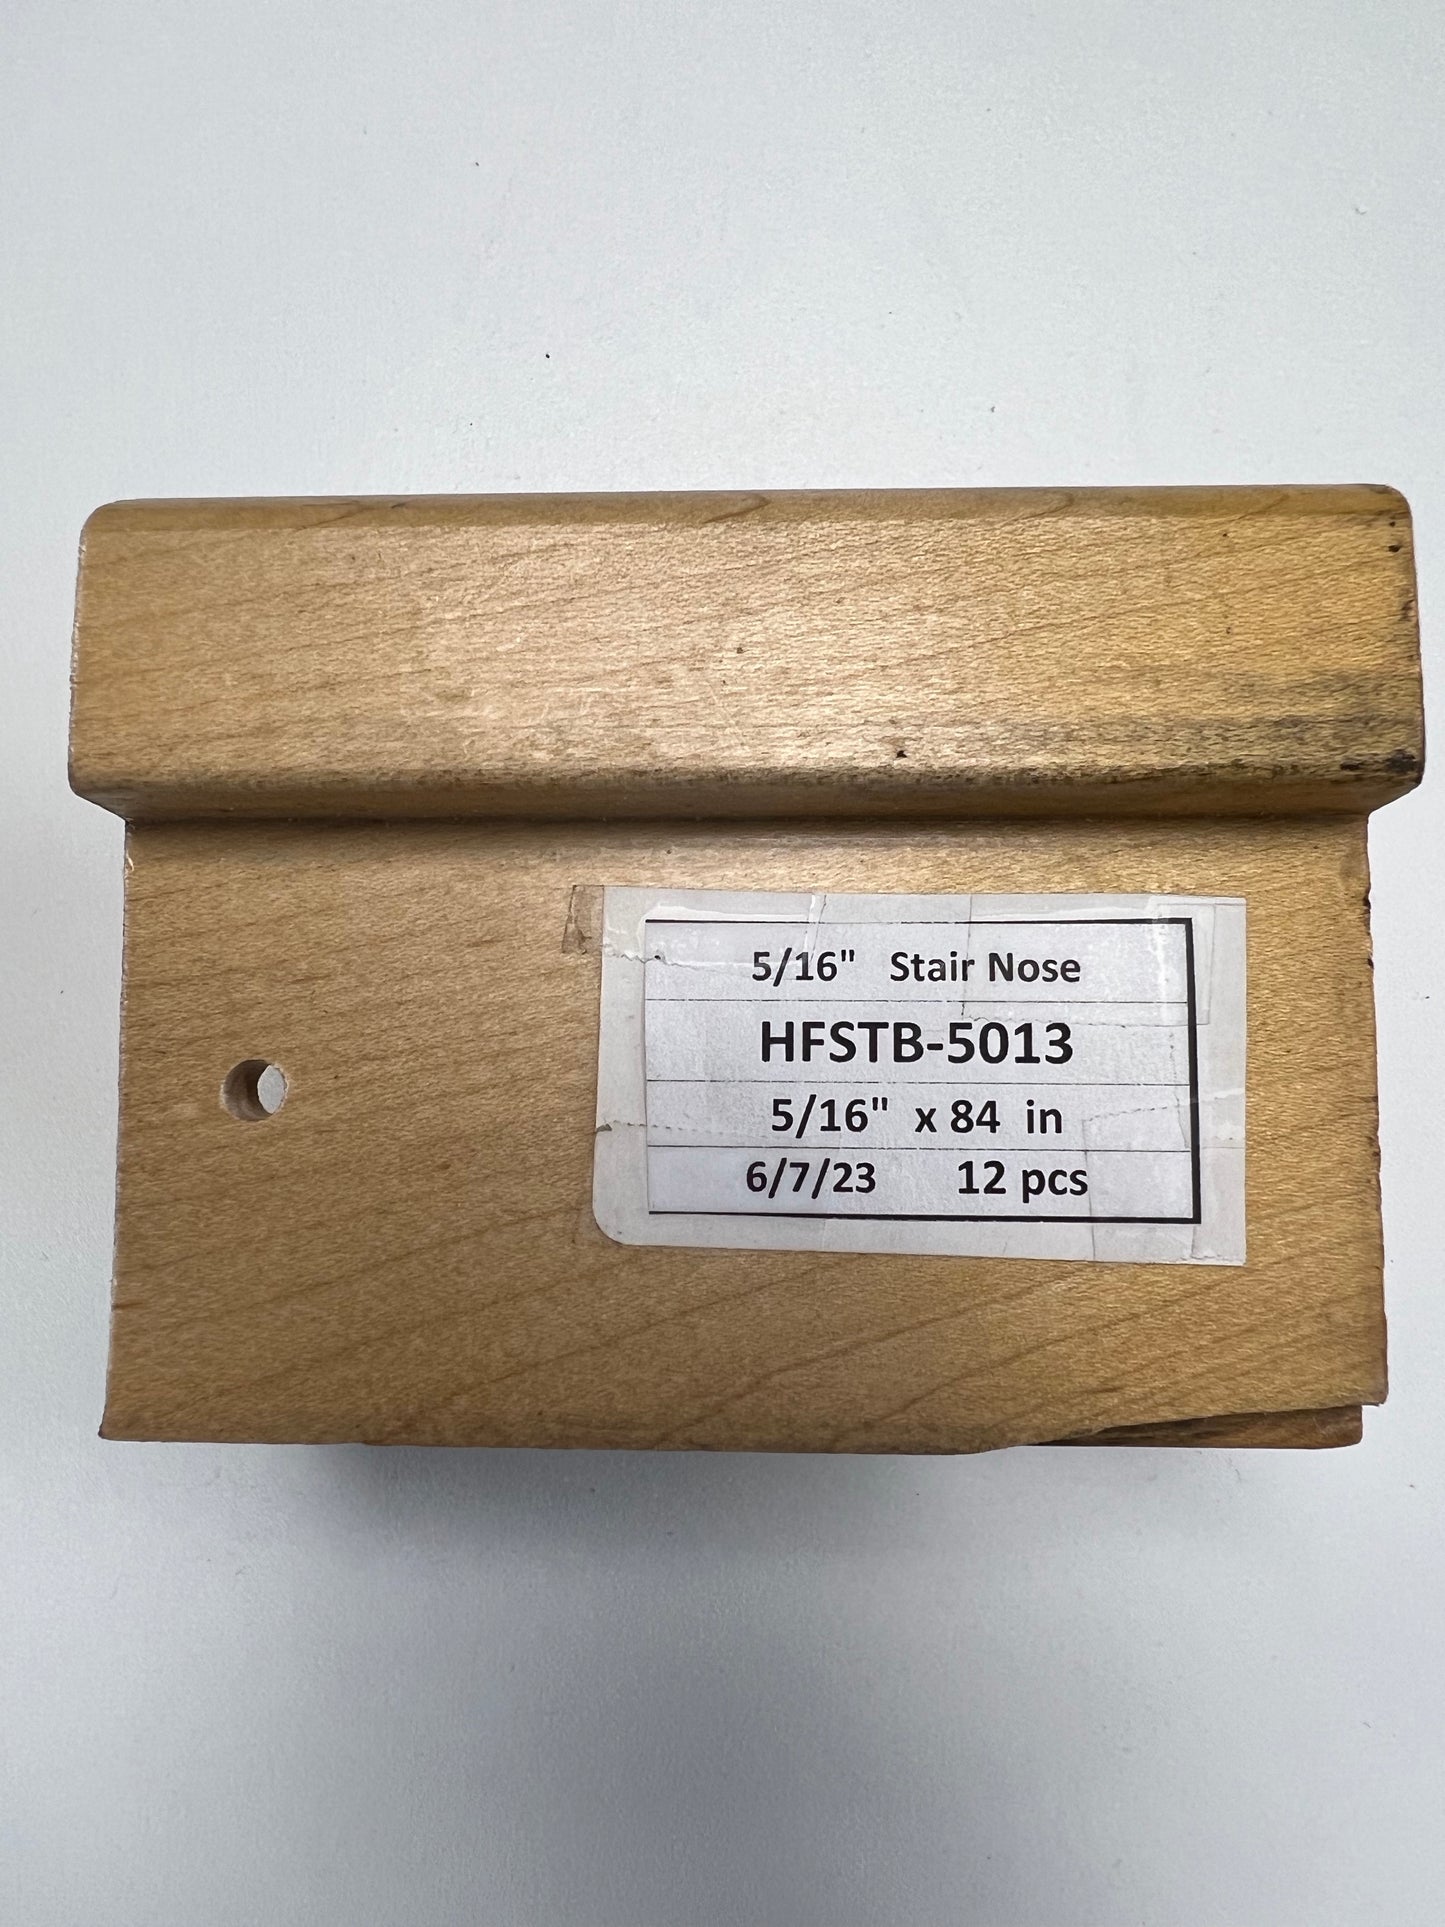 5/16" Stair Nose
HFSTB-5013
5/16" x 84 in
6/7/23 12 pcs